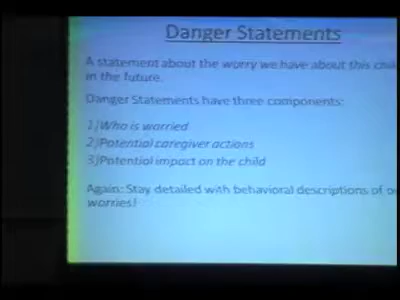 Danger Statements
A statement about the worry we have about this
in the future.
Danger Statements have three components:
1)Who is worried
2)Potential caregiver actions
3)Potential impact on the child
Again: Stay detailed with behavioral descriptions of
worries!